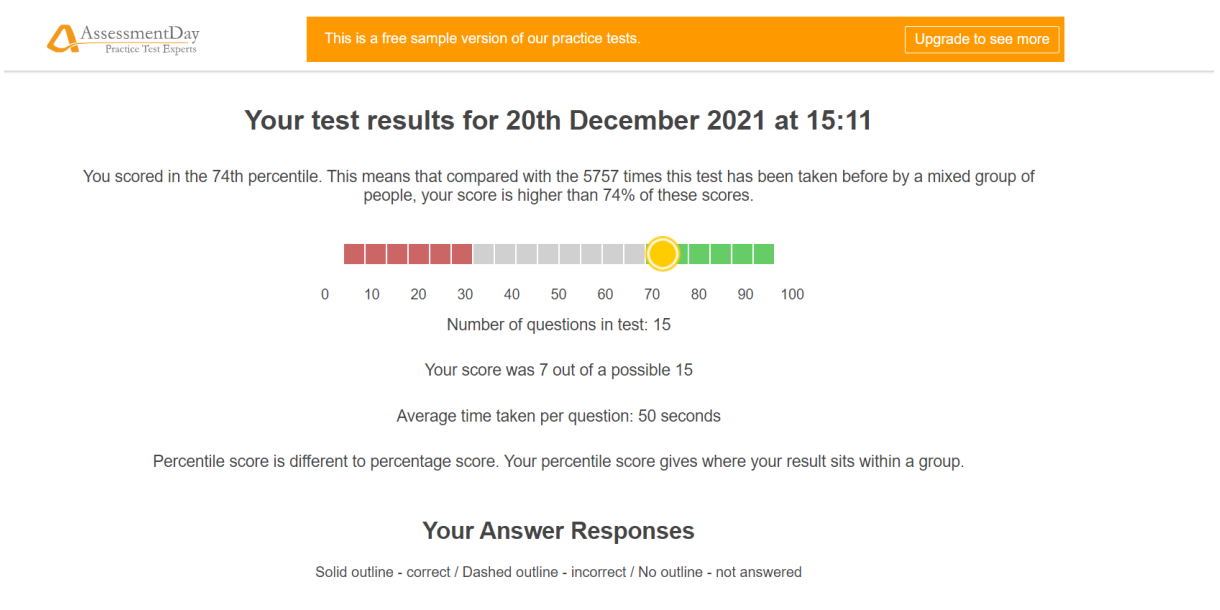 AssessmentDay
Practice Test Experts
This is a free sample version of our practice tests.
Upgrade to see more
Your test results for 20th December 2021 at 15:11
You scored in the 74th percentile. This means that compared with the 5757 times this test has been taken before by a mixed group of
people, your score is higher than 74% of these scores.
0 10 20 30 40 50 60 70 80 90 100
Number of questions in test: 15
Your score was 7 out of a possible 15
Average time taken per question: 50 seconds
Percentile score is different to percentage score. Your percentile score gives where your result sits within a group.
Your Answer Responses
Solid outline - correct / Dashed outline - incorrect / No outline - not answered